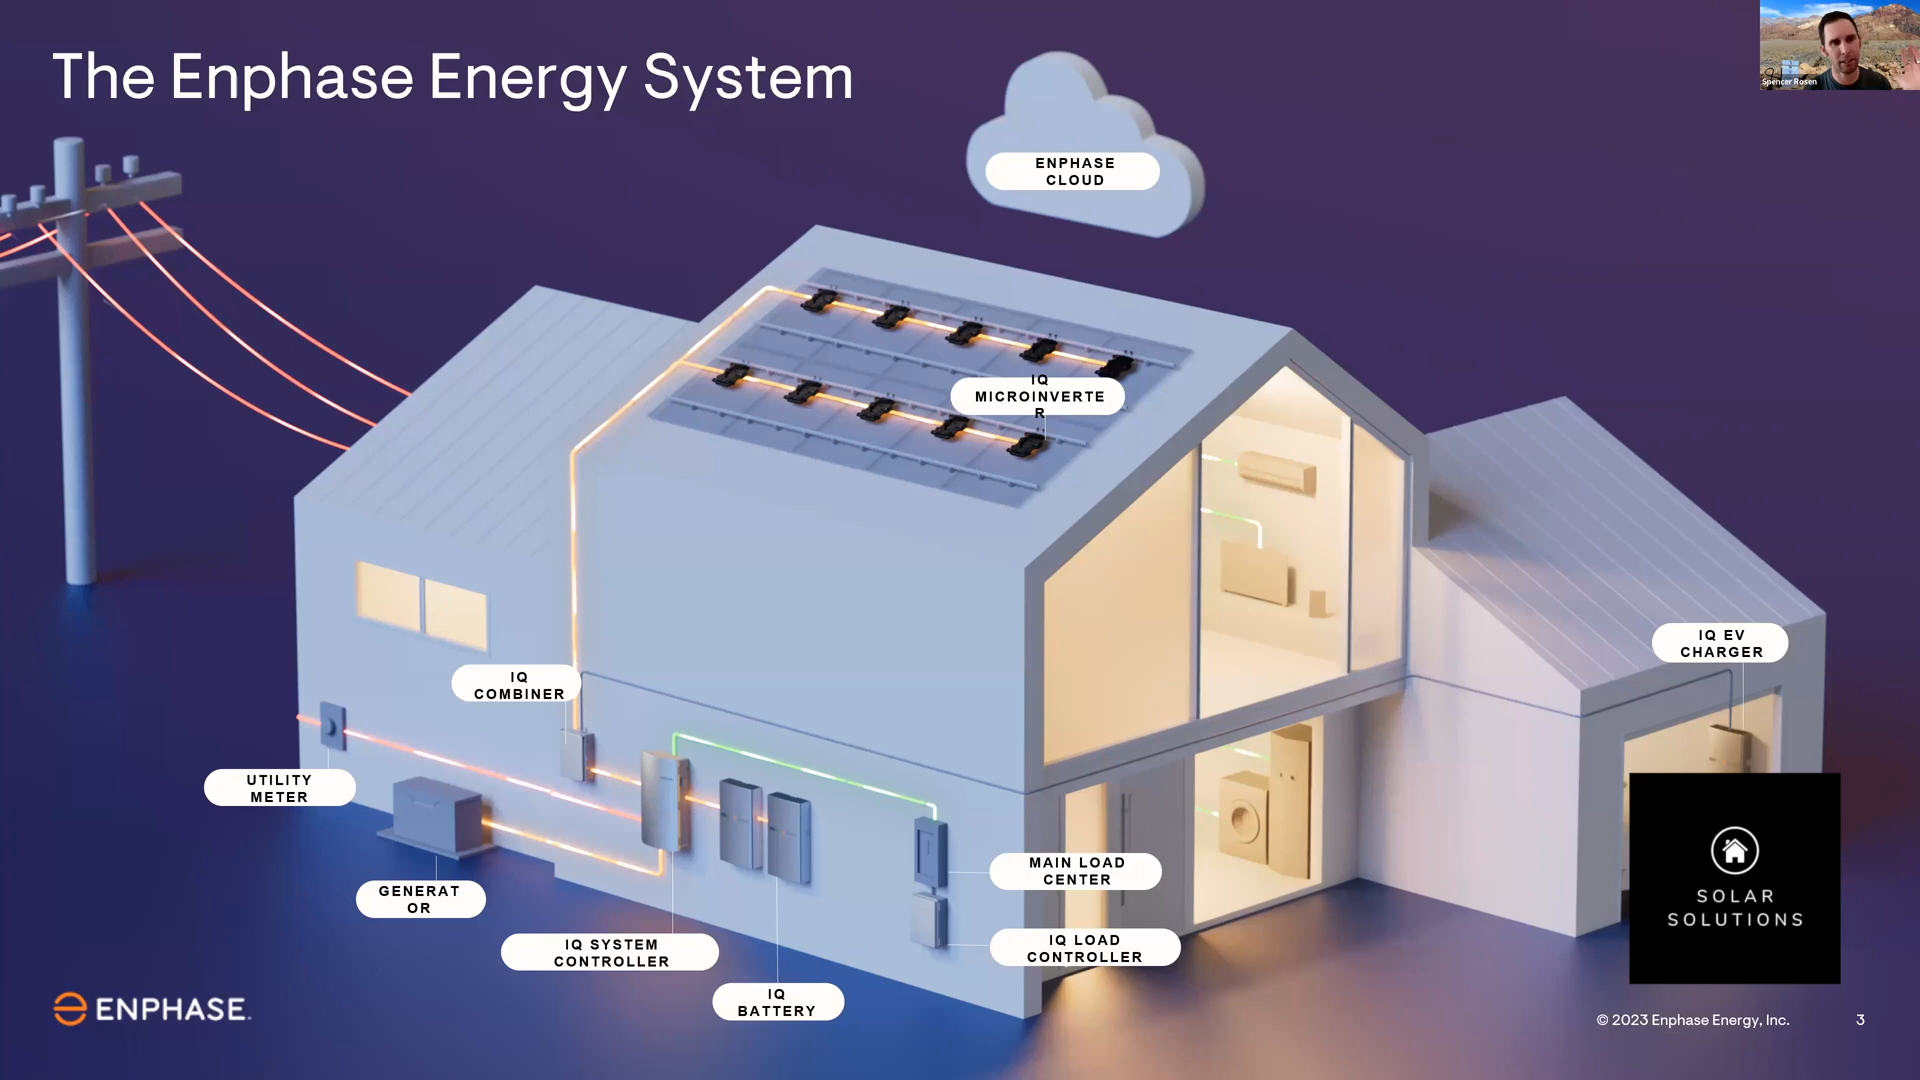 The Enphase Energy System
Spencer Rosen
ENPHASE
CLOUD
IQ
MICROINVERTE
R
IQ EV
CHARGER
IQ
COMBINER
UTILITY
METER
GENERAT
OR
MAIN LOAD
CENTER
IQ SYSTEM
CONTROLLER
IQ LOAD
CONTROLLER
IQ
BATTERY
SOLAR
SOLUTIONS
ENPHASE.
© 2023 Enphase Energy, Inc.
3